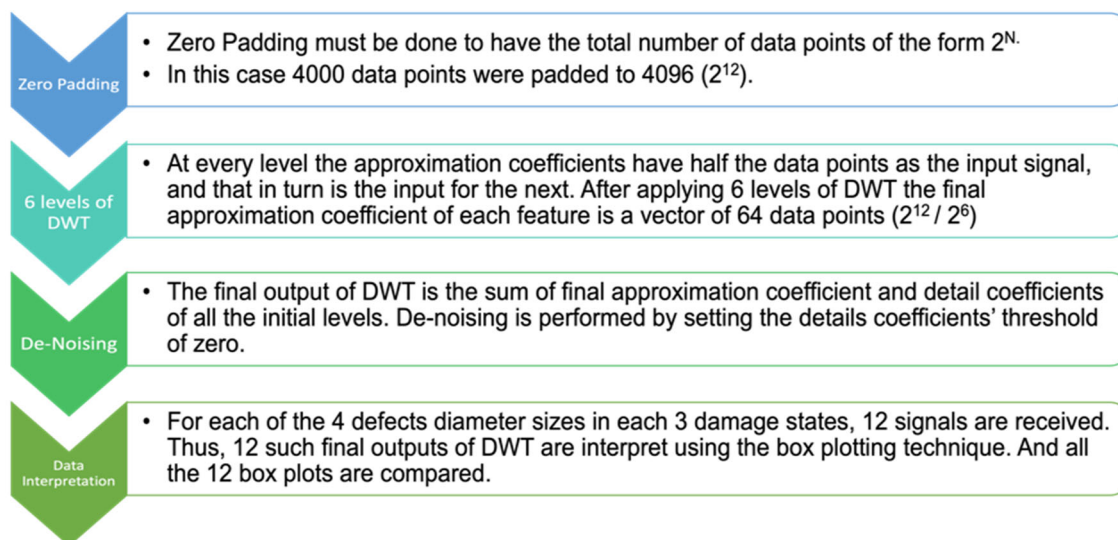 Zero Padding
• Zero Padding must be done to have the total number of data points of the form 2^N.
• In this case 4000 data points were padded to 4096 (2^12).
6 levels of
DWT
• At every level the approximation coefficients have half the data points as the input signal,
and that in turn is the input for the next. After applying 6 levels of DWT the final
approximation coefficient of each feature is a vector of 64 data points (2^12 / 2^6)
De-Noising
• The final output of DWT is the sum of final approximation coefficient and detail coefficients
of all the initial levels. De-noising is performed by setting the details coefficients' threshold
of zero.
Data
Interpretation
• For each of the 4 defects diameter sizes in each 3 damage states, 12 signals are received.
Thus, 12 such final outputs of DWT are interpret using the box plotting technique. And all
the 12 box plots are compared.